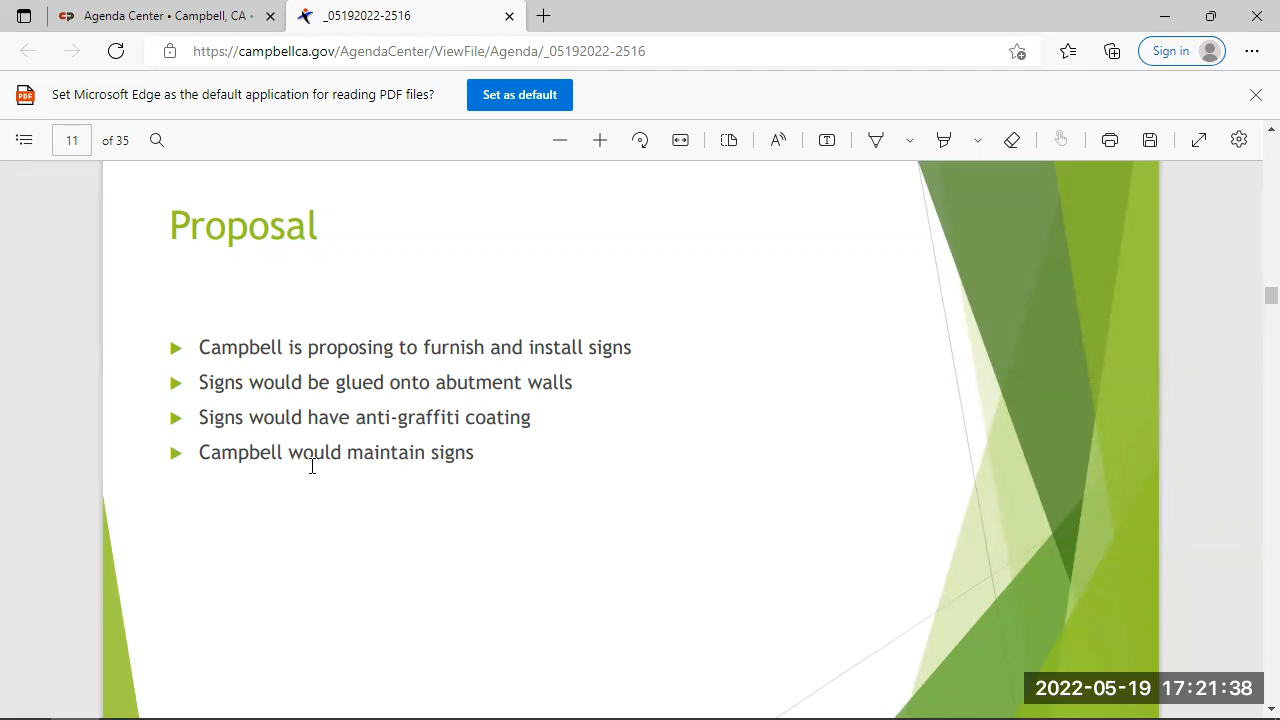 Agenda Center • Campbell, CA •
_05192022-2516
https://campbellca.gov/AgendaCenter/ViewFile/Agenda/_05192022-2516
Sign in
PDF
Set Microsoft Edge as the default application for reading PDF files?
Set as default
11 of 35
Proposal
Campbell is proposing to furnish and install signs
Signs would be glued onto abutment walls
Signs would have anti-graffiti coating
Campbell would maintain signs
2022-05-19 17:21:38